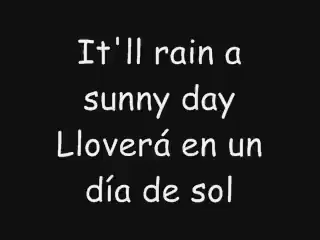 It'll rain a
sunny day
Lloverá en un
día de sol